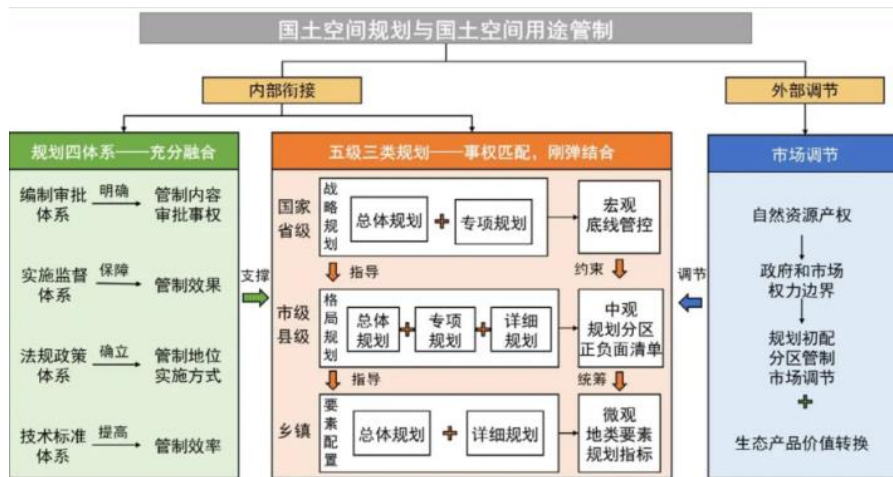 国土空间规划与国土空间用途管制
内部衔接
外部调节
规划四体系——充分融合
编制审批
体系
明确
管制内容
审批事权
实施监督
体系
保障
管制效果
法规政策
体系
确立
管制地位
实施方式
技术标准
体系
提高
管制效率
支撑
五级三类规划——事权匹配，刚弹结合
国家
省级
战略规划
总体规划
专项规划
宏观
底线管控
指导
约束
市级
县级
格局规划
总体
规划
专项
规划
详细
规划
中观
规划分区
正负面清单
指导
统筹
乡镇
要素配置
总体规划
详细规划
微观
地类要素
规划指标
调节
市场调节
自然资源产权
政府和市场
权力边界
规划初配
分区管制
市场调节
生态产品价值转换